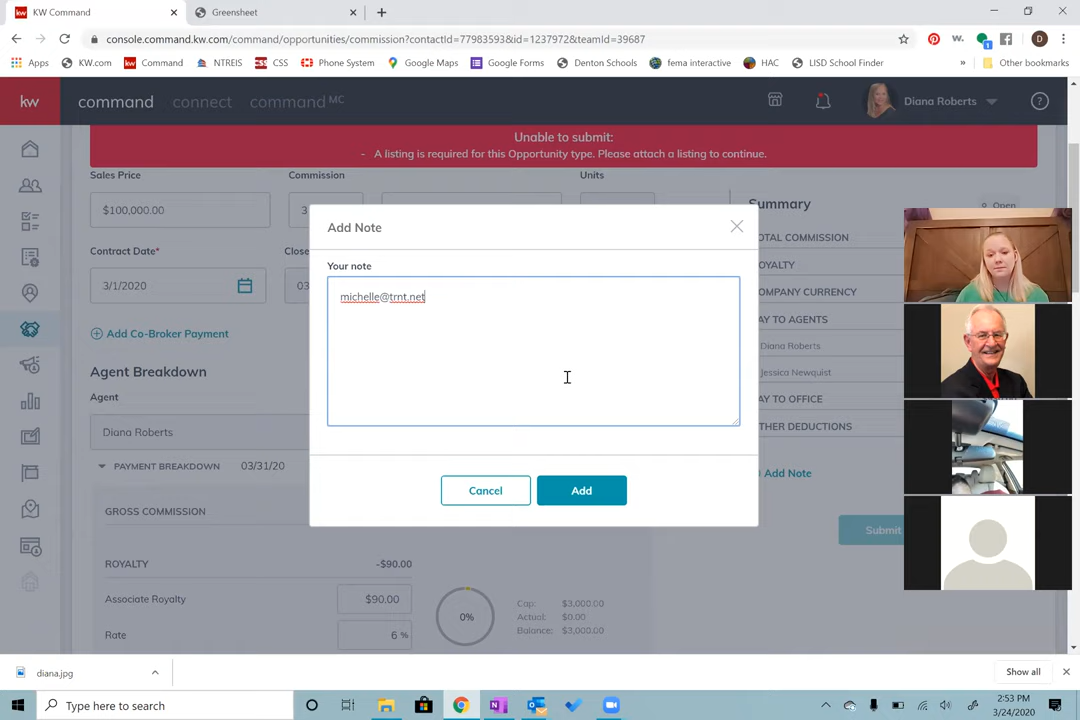 KW Command
Greensheet
console.command.kw.com/command/opportunities/commission?contactId=77983593&id=1237972&teamId=39687
Apps KW.com Command NTREIS CSS Phone System Google Maps Google Forms Denton Schools fema interactive HAC LISD School Finder » Other bookmarks
kw command connect command MC Diana Roberts
Unable to submit:
- A listing is required for this Opportunity type. Please attach a listing to continue.
Sales Price Commission Units
$100,000.00 3
Summary Open
Add Note
Your note
michelle@trnt.net
Cancel Add
Contract Date* Close
3/1/2020 03
Add Co-Broker Payment
Agent Breakdown
Agent
Diana Roberts
PAYMENT BREAKDOWN 03/31/20
GROSS COMMISSION
ROYALTY -$90.00
Associate Royalty $90.00
Rate 6 %
0%
Cap: $3,000.00
Actual: $0.00
Balance: $3,000.00
OTAL COMMISSION
OYALTY
OMPANY CURRENCY
AY TO AGENTS
Diana Roberts
Jessica Newquist
AY TO OFFICE
THER DEDUCTIONS
Add Note
Submit
diana.jpg
Show all
Type here to search
2:53 PM
3/24/2020